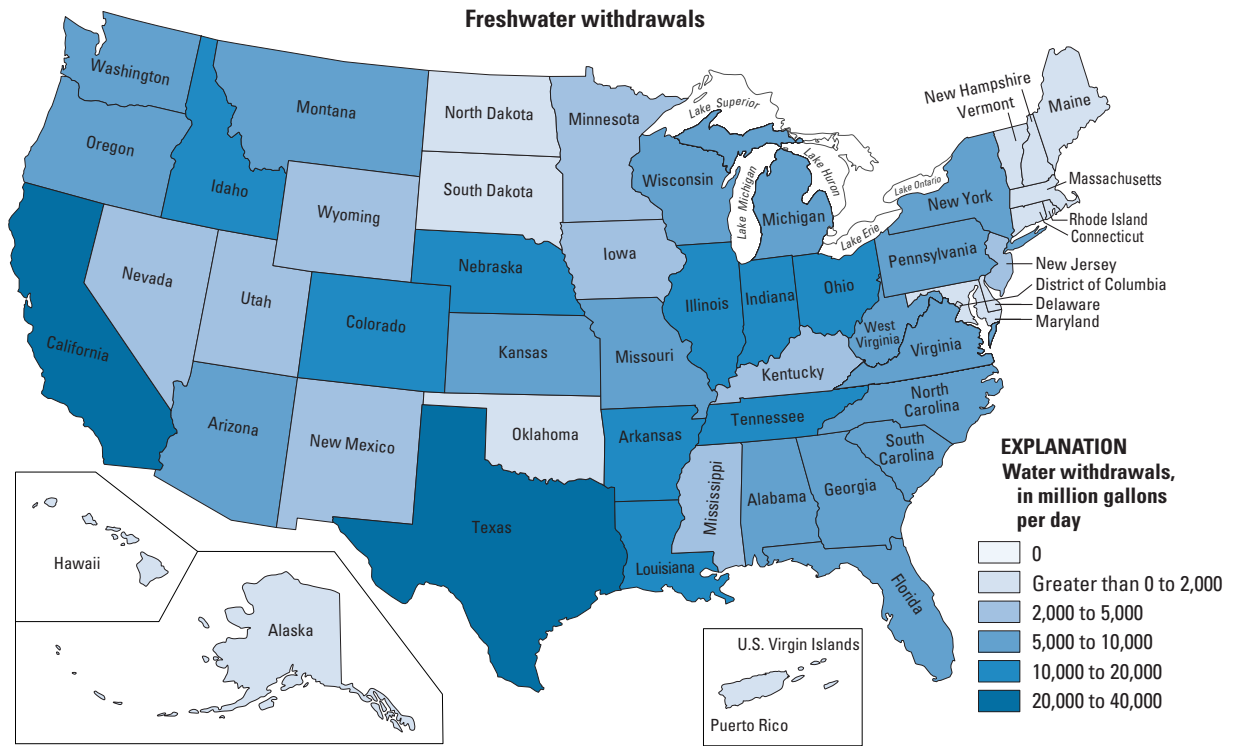 Freshwater withdrawals
Washington
Oregon
California
Idaho
Nevada
Montana
Wyoming
Utah
Arizona
Colorado
New Mexico
North Dakota
South Dakota
Nebraska
Kansas
Oklahoma
Texas
Minnesota
Iowa
Missouri
Arkansas
Louisiana
Lake Superior
Wisconsin
Lake Michigan
Michigan
Lake Huron
Lake Erie
Lake Ontario
Illinois
Indiana
Ohio
Kentucky
Tennessee
Mississippi
Alabama
Georgia
Florida
South
Carolina
North
Carolina
Virginia
West
Virginia
Pennsylvania
New York
New Hampshire
Vermont
Maine
Massachusetts
Rhode Island
Connecticut
New Jersey
District of Columbia
Delaware
Maryland
Hawaii
Alaska
U.S. Virgin Islands
Puerto Rico
EXPLANATION
Water withdrawals,
in million gallons
per day
0
Greater than 0 to 2,000
2,000 to 5,000
5,000 to 10,000
10,000 to 20,000
20,000 to 40,000